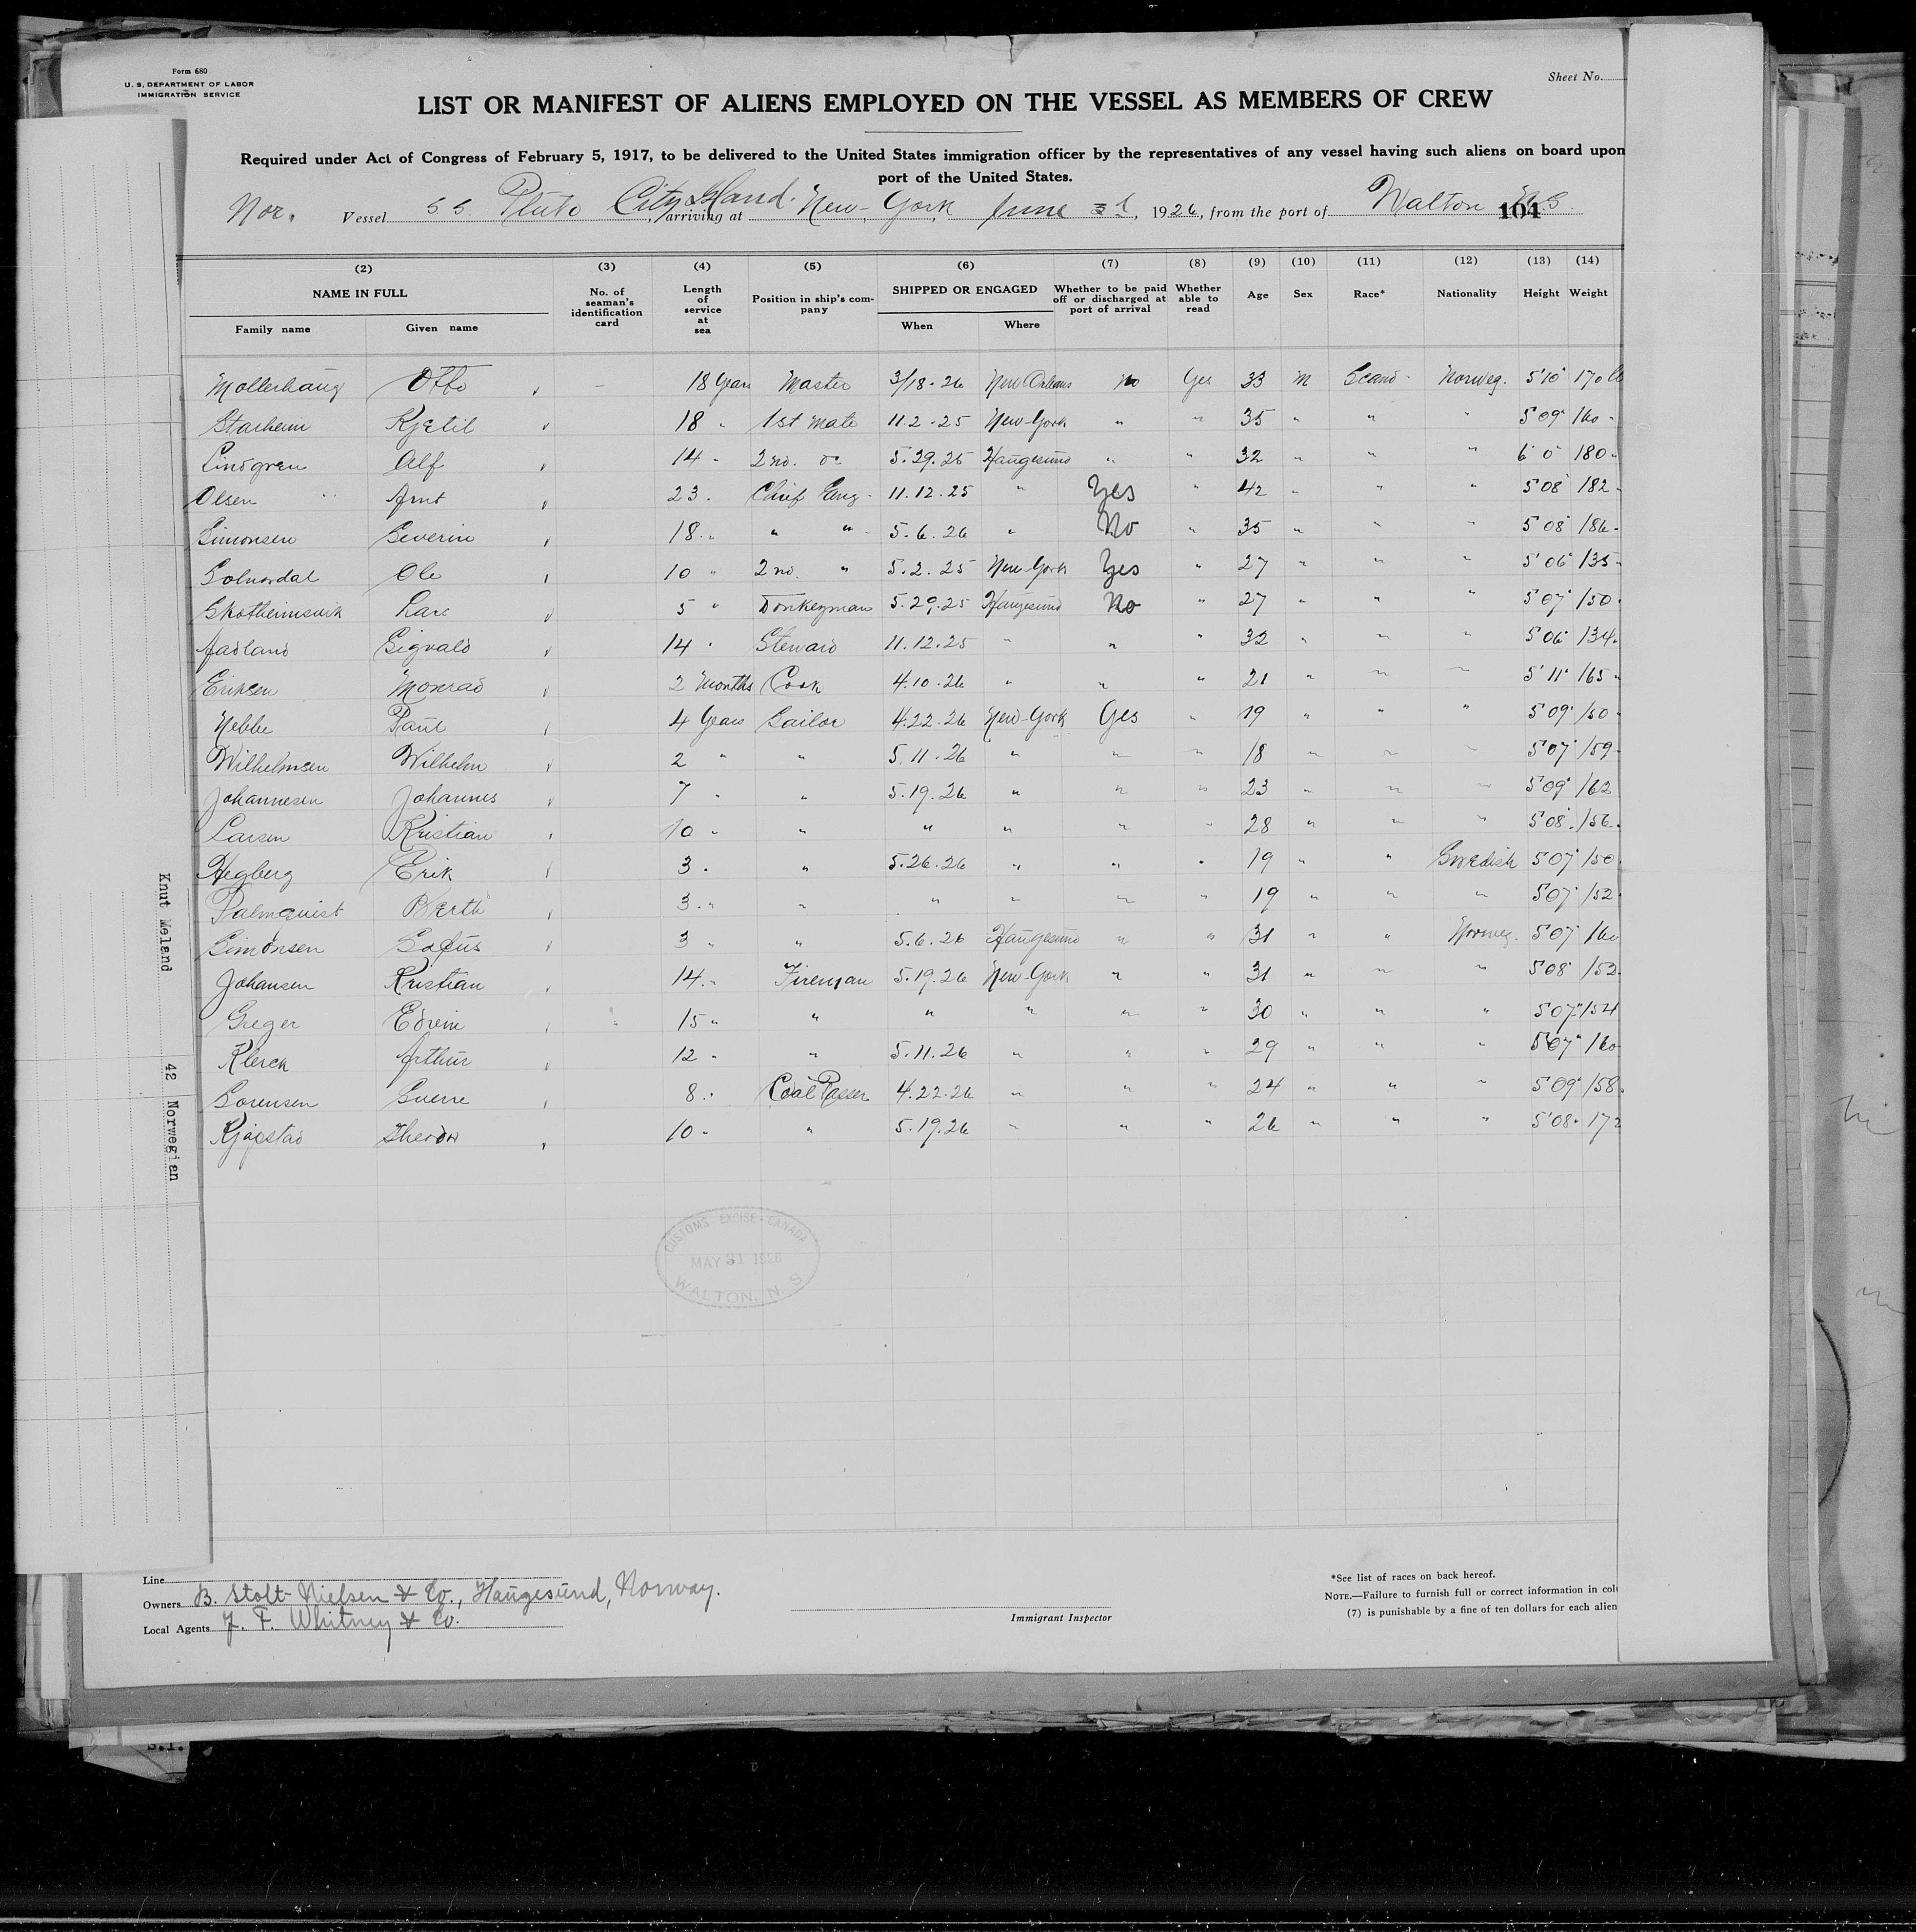 Form 680
U. S. DEPARTMENT OF LABOR
IMMIGRATION SERVICE
Sheet No.
LIST OR MANIFEST OF ALIENS EMPLOYED ON THE VESSEL AS MEMBERS OF CREW
Required under Act of Congress of February 5, 1917, to be delivered to the United States immigration officer by the representatives of any vessel having such aliens on board upon
port of the United States.
Nor. Vessel SS. Pluto City Island, arriving at New-York, June 3d, 1926, from the port of Walton N.S. 104
(2) (3) (4) (5) (6) (7) (8) (9) (10) (11) (12) (13) (14)
NAME IN FULL No. of seaman's identification card Length of service at sea Position in ship's company SHIPPED OR ENGAGED Whether to be paid off or discharged at port of arrival Whether able to read Age Sex Race* Nationality Height Weight
Family name Given name When Where
Otto - 18 Years Master 3/18-26 New Orleans No Yes 33 M Scand- Norweg. 5'10" 170 lb
Starheim Kjetil 18 " 1st Mate 11.2.25 New-York " " 35 " " " 5'09" 160 "
Lindgren Alf 14 " 2nd. do 5.29.25 Haugesund " " 32 " " " 6'0" 180 "
Olsen Arnt 23 " Chief Eng. 11.12.25 " Yes " 42 " " " 5'08" 182 "
Simonsen Severin 18 " " " 5.6.26 " No " 35 " " " 5'08" 186 "
Ole 10 " 2nd. " 5.2.25 New-York Yes " 27 " " " 5'06" 135 "
Skotheimsvik Lars 5 " Donkeyman 5.29.25 Haugesund No " 27 " " " 5'07" 150 "
Aadland Sigvald 14 " Steward 11.12.25 " " " 32 " " " 5'06" 134 "
Eriksen Monrad 2 Months Cook 4.10.26 " " " 21 " " " 5'11" 165 "
Nebbe Paul 4 Years Sailor 4.22.26 New-York Yes " 19 " " " 5'09" 150 "
Wilhelmsen Wilhelm 2 " " 5.11.26 " " " 18 " " " 5'07" 159 "
Johannesen Johannes 7 " " 5.19.26 " " " 23 " " " 5'09" 162
Larsen Kristian 10 " " " " " " 28 " " " 5'08" 156 "
Hegberg Erik 3 " " 5.26.26 " " " 19 " " Swedish 5'07" 150
Palmquist Berth 3 " " " " " " 19 " " " 5'07" 152
Simonsen 3 " " 5.6.26 Haugesund " " 31 " " Norweg. 5'07" 160
Johansen Kristian 14 " Fireman 5.19.26 New-York " " 31 " " " 5'08" 152
Greger Edvin 15 " " " " " " 30 " " " 5'07" 154
Klerck Arthur 12 " " 5.11.26 " " " 29 " " " 5'07" 160
Sorensen Sverre 8 " Coal Passer 4.22.26 " " " 24 " " " 5'09" 158 "
10 " " 5.19.26 " " " 26 " " " 5'08" 172
Knut Meland 42 Norwegian
CUSTOMS - EXCISE - CANADA
MAY 31 1926
WALTON, N. S.
Line
Owners B. Stolt-Nielsen & Co., Haugesund, Norway.
Local Agents J. F. Whitney & Co.
Immigrant Inspector
*See list of races on back hereof.
NOTE.—Failure to furnish full or correct information in col
(7) is punishable by a fine of ten dollars for each alien